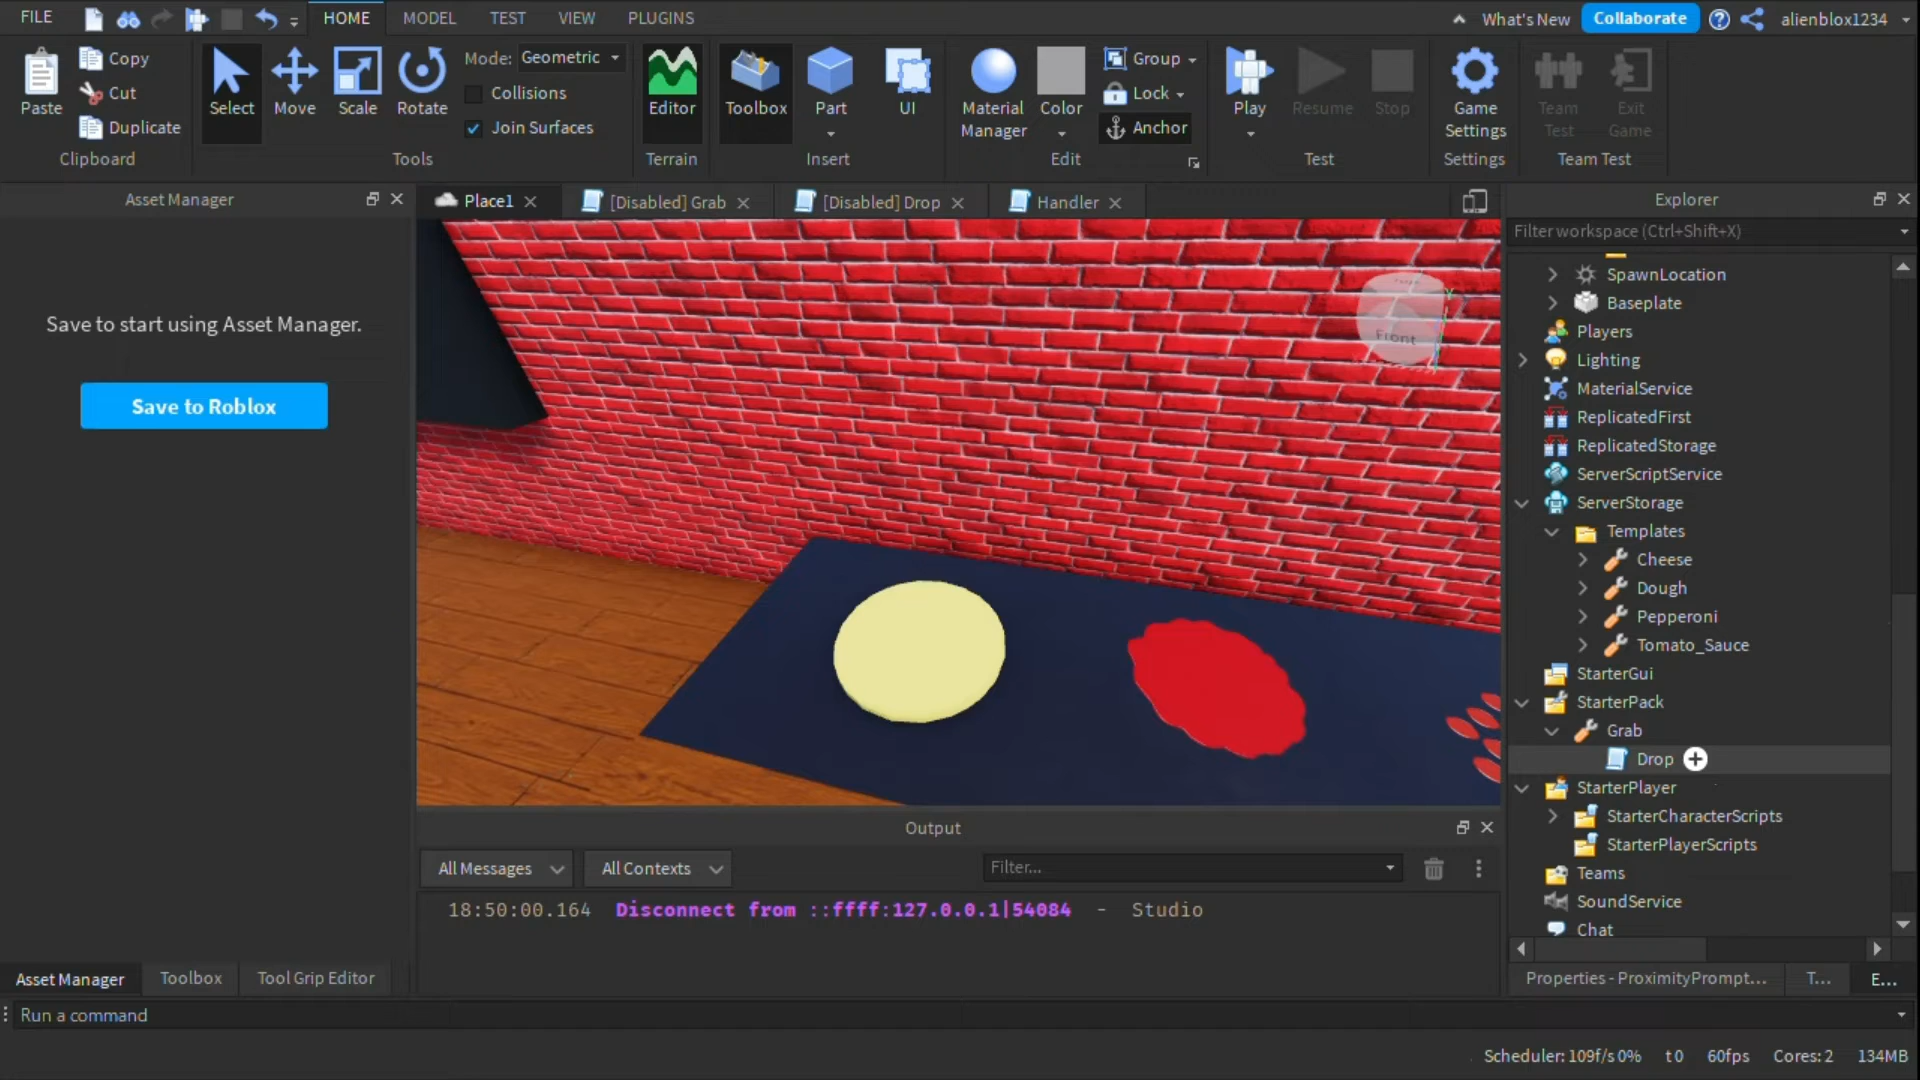 FILE
HOME
MODEL
TEST
VIEW
PLUGINS
What's New
Collaborate
alienblox1234
Paste
Copy
Cut
Duplicate
Clipboard
Select
Move
Scale
Rotate
Mode: Geometric
Collisions
Join Surfaces
Tools
Editor
Terrain
Toolbox
Part
UI
Insert
Material
Manager
Color
Group
Lock
Anchor
Edit
Play
Resume
Stop
Test
Game
Settings
Settings
Team
Test
Exit
Game
Team Test
Asset Manager
Save to start using Asset Manager.
Save to Roblox
Place1
[Disabled] Grab
[Disabled] Drop
Handler
Front
Y
Output
All Messages
All Contexts
Filter...
18:50:00.164 Disconnect from ::ffff:127.0.0.1|54084 - Studio
Explorer
Filter workspace (Ctrl+Shift+X)
SpawnLocation
Baseplate
Players
Lighting
MaterialService
ReplicatedFirst
ReplicatedStorage
ServerScriptService
ServerStorage
Templates
Cheese
Dough
Pepperoni
Tomato_Sauce
StarterGui
StarterPack
Grab
Drop
StarterPlayer
StarterCharacterScripts
StarterPlayerScripts
Teams
SoundService
Chat
Asset Manager
Toolbox
Tool Grip Editor
Properties - ProximityPrompt...
T...
E...
Run a command
Scheduler: 109f/s 0%
t 0
60fps
Cores: 2
134MB